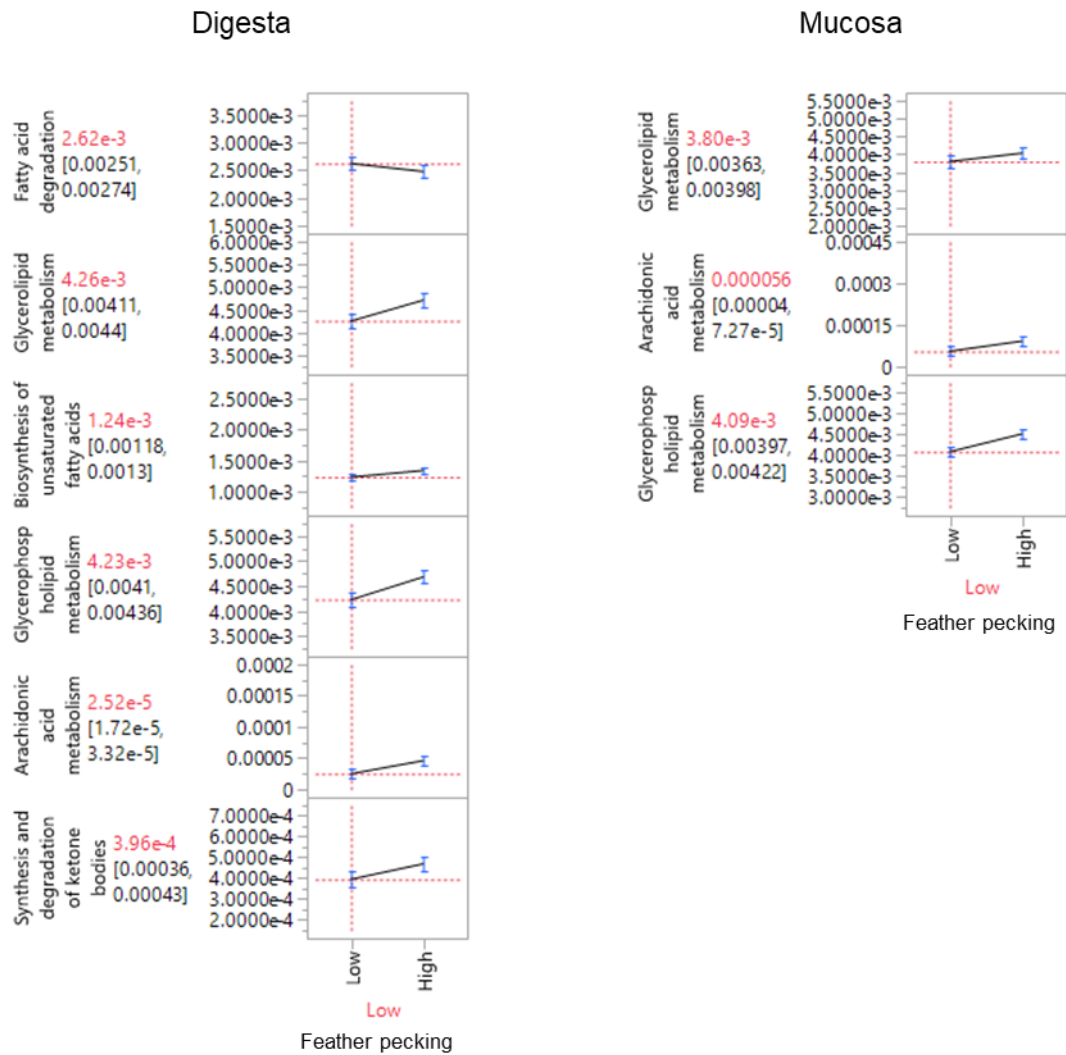 Digesta
Fatty acid
degradation
2.62e-3
[0.00251,
0.00274]
3.5000e-3
3.0000e-3
2.5000e-3
2.0000e-3
1.5000e-3
Glycerolipid
metabolism
4.26e-3
[0.00411,
0.0044]
6.0000e-3
5.5000e-3
5.0000e-3
4.5000e-3
4.0000e-3
3.5000e-3
Biosynthesis of
unsaturated
fatty acids
1.24e-3
[0.00118,
0.0013]
2.5000e-3
2.0000e-3
1.5000e-3
1.0000e-3
Glycerophosp
holipid
metabolism
4.23e-3
[0.0041,
0.00436]
5.5000e-3
5.0000e-3
4.5000e-3
4.0000e-3
3.5000e-3
Arachidonic
acid
metabolism
2.52e-5
[1.72e-5,
3.32e-5]
0.0002
0.00015
0.0001
0.00005
0
Synthesis and
degradation
of ketone
bodies
3.96e-4
[0.00036,
0.00043]
7.0000e-4
6.0000e-4
5.0000e-4
4.0000e-4
3.0000e-4
2.0000e-4
Low
High
Low
Feather pecking
Mucosa
Glycerolipid
metabolism
3.80e-3
[0.00363,
0.00398]
5.5000e-3
5.0000e-3
4.5000e-3
4.0000e-3
3.5000e-3
3.0000e-3
2.5000e-3
2.0000e-3
Arachidonic
acid
metabolism
0.000056
[0.00004,
7.27e-5]
0.00045
0.0003
0.00015
0
Glycerophosp
holipid
metabolism
4.09e-3
[0.00397,
0.00422]
5.5000e-3
5.0000e-3
4.5000e-3
4.0000e-3
3.5000e-3
3.0000e-3
Low
High
Low
Feather pecking